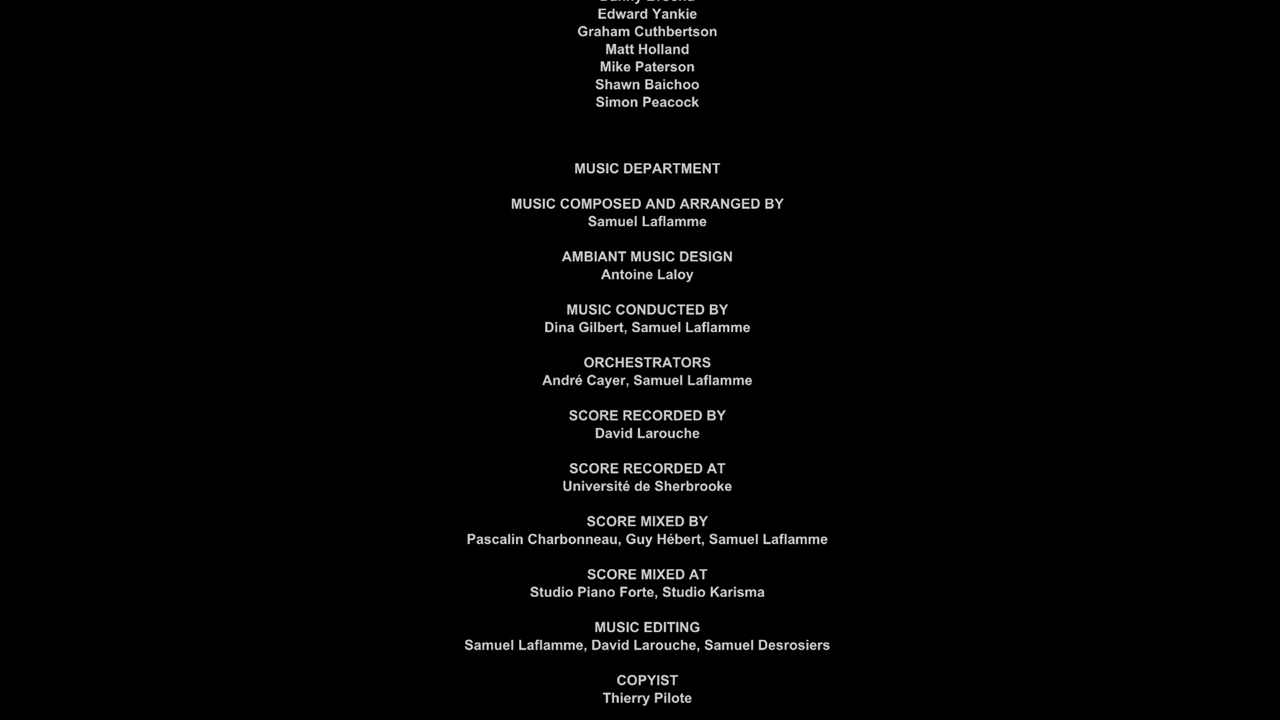 Edward Yankie
Graham Cuthbertson
Matt Holland
Mike Paterson
Shawn Baichoo
Simon Peacock
MUSIC DEPARTMENT
MUSIC COMPOSED AND ARRANGED BY
Samuel Laflamme
AMBIANT MUSIC DESIGN
Antoine Laloy
MUSIC CONDUCTED BY
Dina Gilbert, Samuel Laflamme
ORCHESTRATORS
André Cayer, Samuel Laflamme
SCORE RECORDED BY
David Larouche
SCORE RECORDED AT
Université de Sherbrooke
SCORE MIXED BY
Pascalin Charbonneau, Guy Hébert, Samuel Laflamme
SCORE MIXED AT
Studio Piano Forte, Studio Karisma
MUSIC EDITING
Samuel Laflamme, David Larouche, Samuel Desrosiers
COPYIST
Thierry Pilote